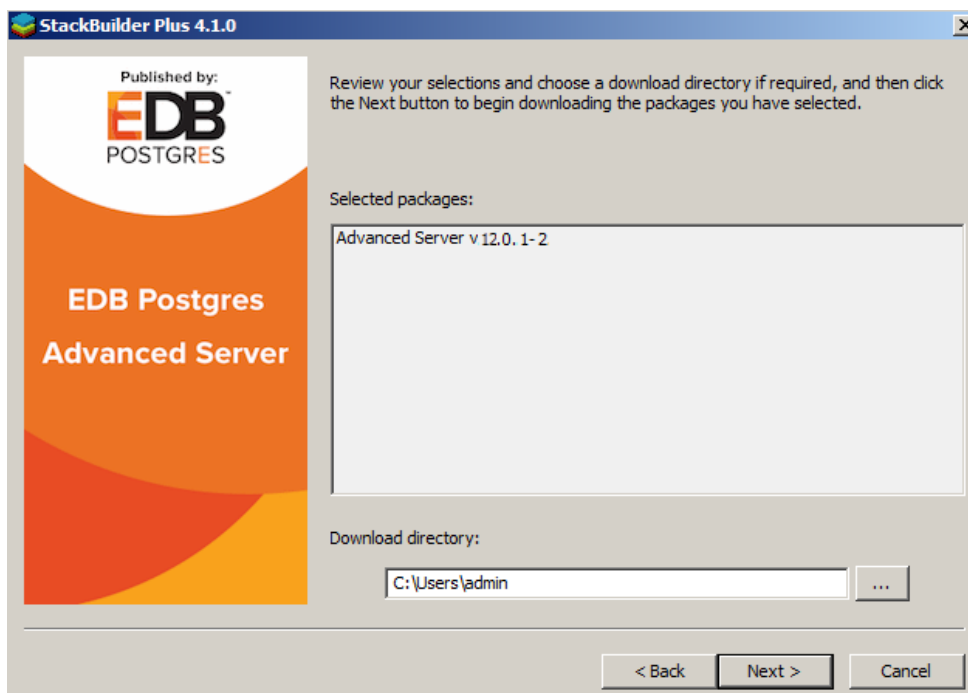 StackBuilder Plus 4.1.0
Published by:
EDB™
POSTGRES
EDB Postgres
Advanced Server
Review your selections and choose a download directory if required, and then click
the Next button to begin downloading the packages you have selected.
Selected packages:
Advanced Server v 12.0. 1- 2
Download directory:
C:\Users\admin
...
< Back
Next >
Cancel